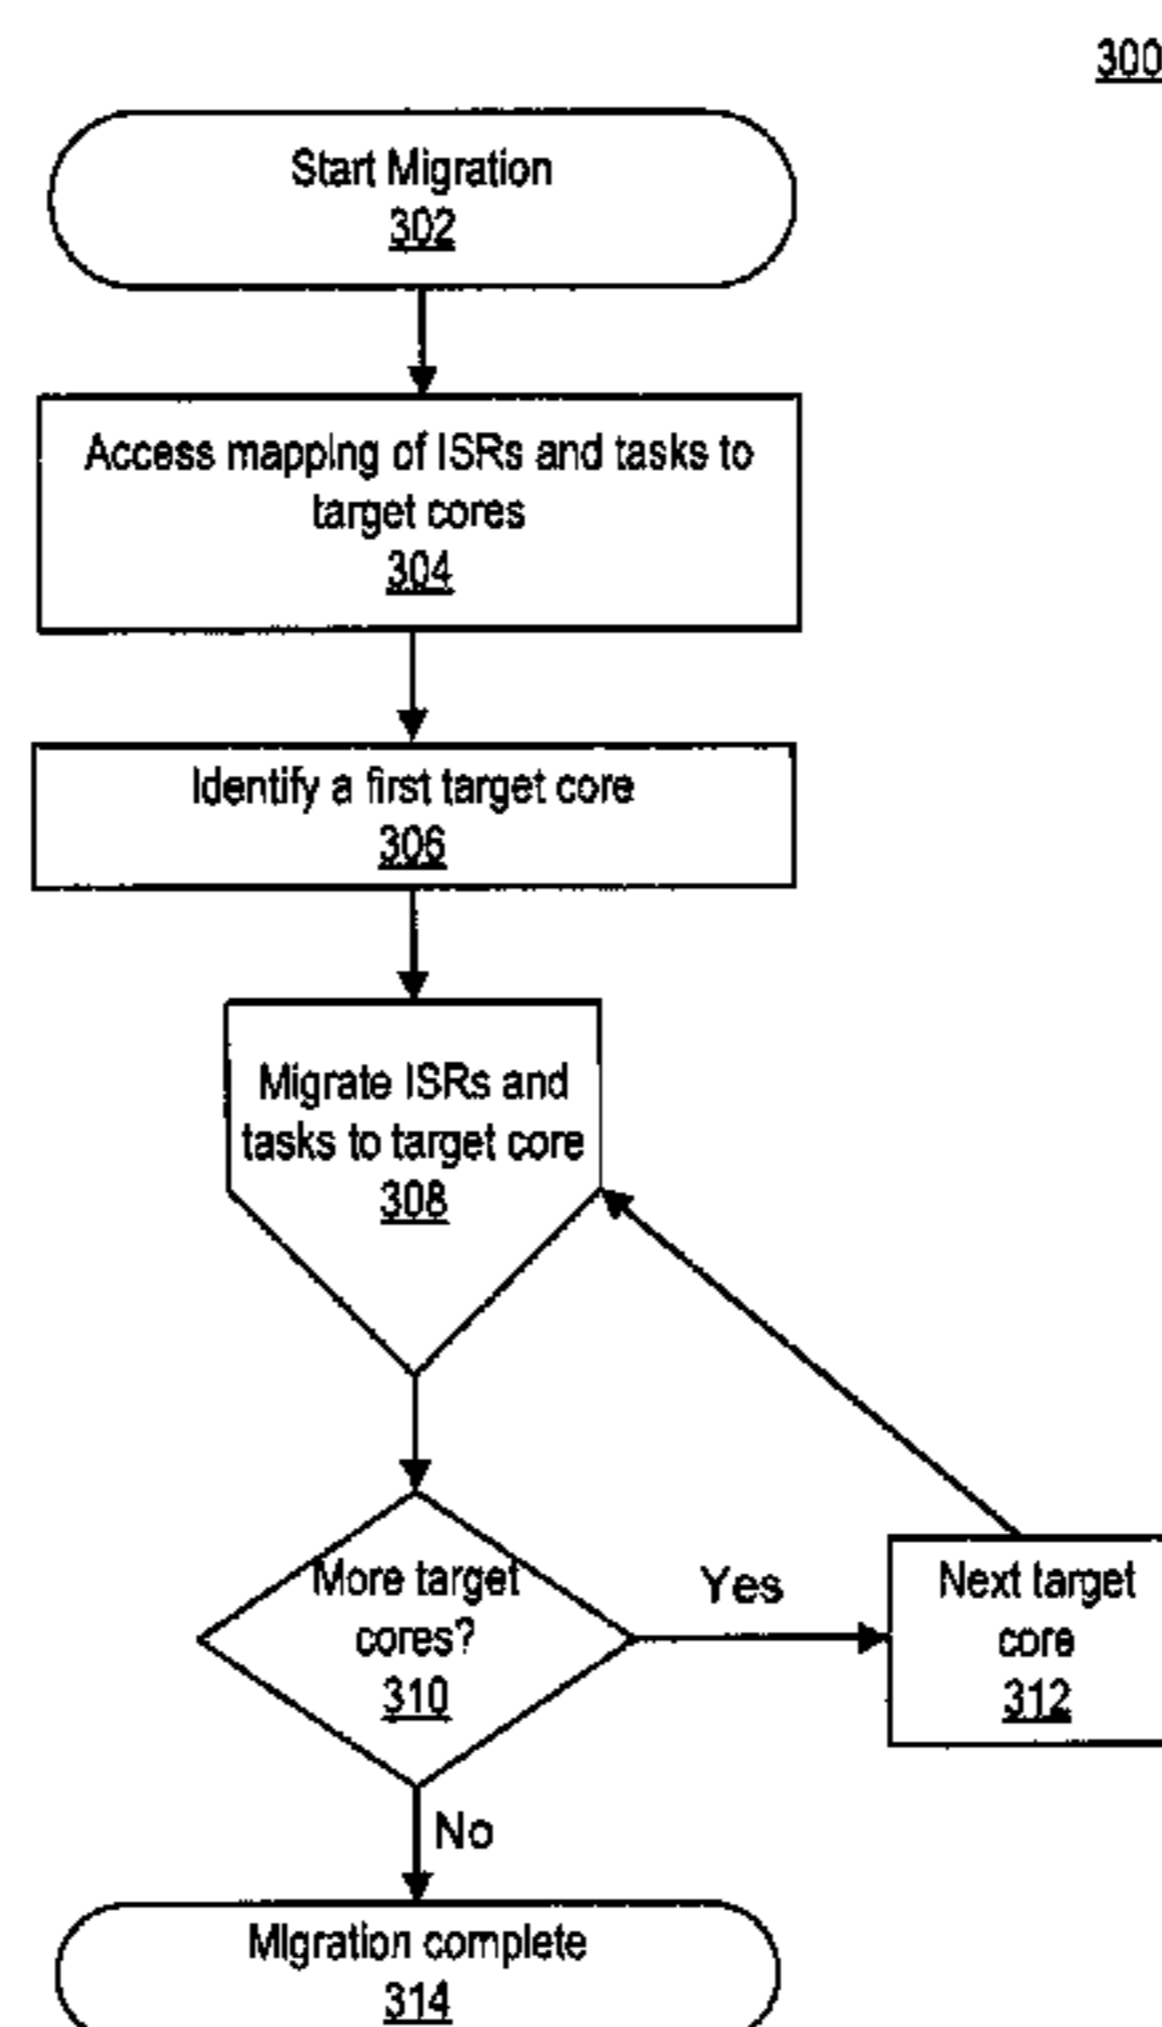 300
Start Migration
302
Access mapping of ISRs and tasks to
target cores
304
Identify a first target core
306
Migrate ISRs and
tasks to target core
308
More target
cores?
310
Yes
Next target
core
312
No
Migration complete
314